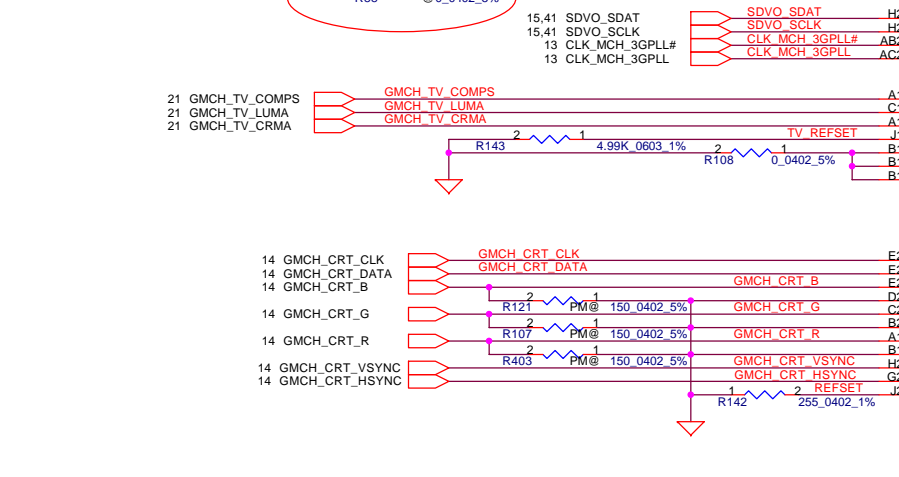 15,41 SDVO_SDAT SDVO_SDAT
15,41 SDVO_SCLK SDVO_SCLK
13 CLK_MCH_3GPLL# CLK_MCH_3GPLL#
13 CLK_MCH_3GPLL CLK_MCH_3GPLL
21 GMCH_TV_COMPS GMCH_TV_COMPS
21 GMCH_TV_LUMA GMCH_TV_LUMA
21 GMCH_TV_CRMA GMCH_TV_CRMA
2 1 TV_REFSET
R143 4.99K_0603_1% 2 1
R108 0_0402_5%
14 GMCH_CRT_CLK GMCH_CRT_CLK
14 GMCH_CRT_DATA GMCH_CRT_DATA
14 GMCH_CRT_B GMCH_CRT_B
2 1
R121 PM@ 150_0402_5%
14 GMCH_CRT_G GMCH_CRT_G
2 1
R107 PM@ 150_0402_5%
14 GMCH_CRT_R GMCH_CRT_R
2 1
R403 PM@ 150_0402_5%
14 GMCH_CRT_VSYNC GMCH_CRT_VSYNC
14 GMCH_CRT_HSYNC GMCH_CRT_HSYNC
1 2 REFSET
R142 255_0402_1%